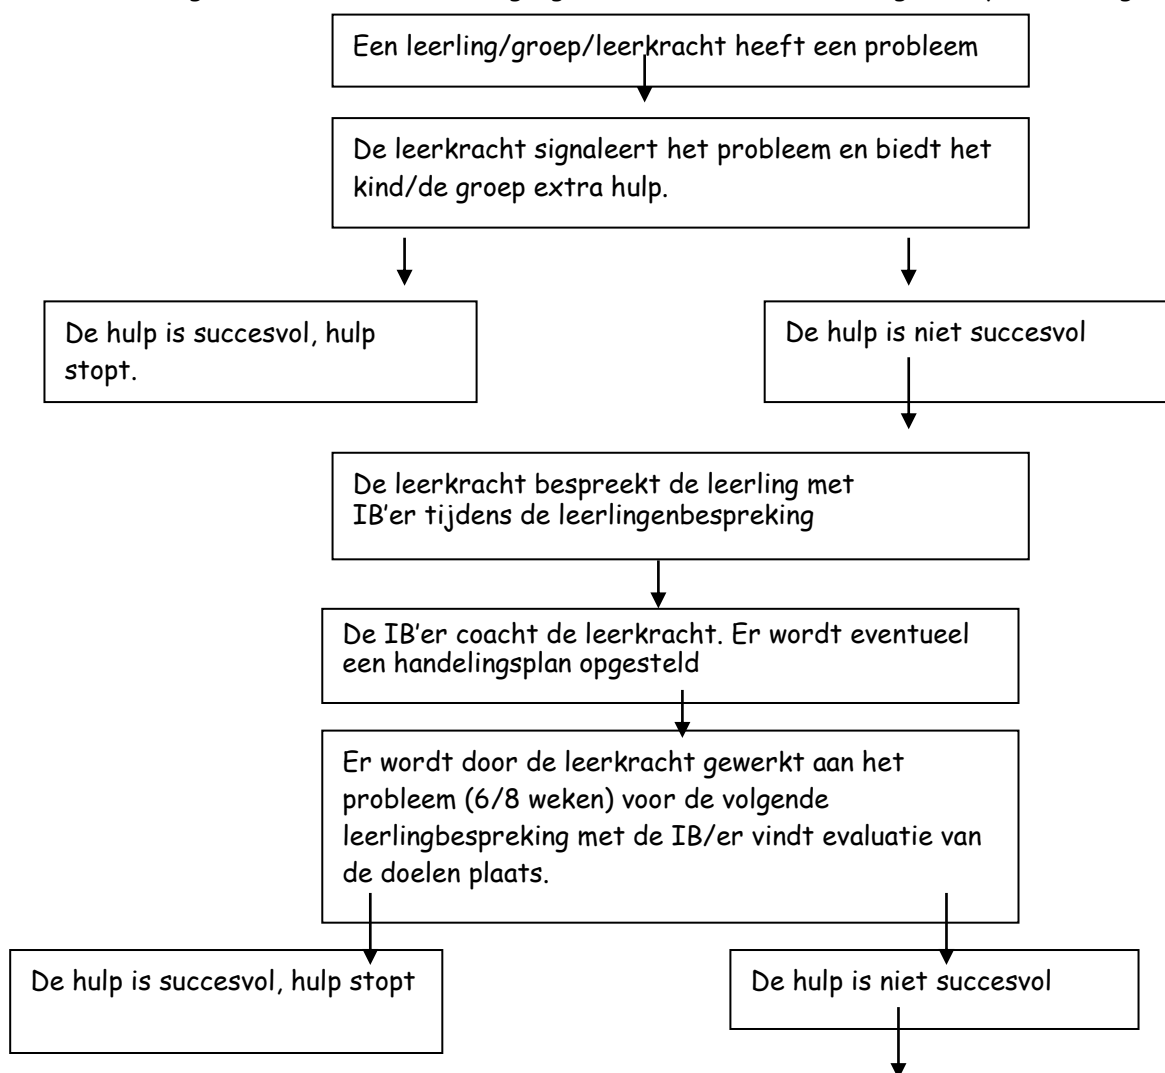 Een leerling/groep/leerkracht heeft een probleem
De leerkracht signaleert het probleem en biedt het
kind/de groep extra hulp.
De hulp is succesvol, hulp
stopt.
De hulp is niet succesvol
De leerkracht bespreekt de leerling met
IB’er tijdens de leerlingenbespreking
De IB’er coacht de leerkracht. Er wordt eventueel
een handelingsplan opgesteld
Er wordt door de leerkracht gewerkt aan het
probleem (6/8 weken) voor de volgende
leerlingbespreking met de IB/er vindt evaluatie van
de doelen plaats.
De hulp is succesvol, hulp stopt
De hulp is niet succesvol